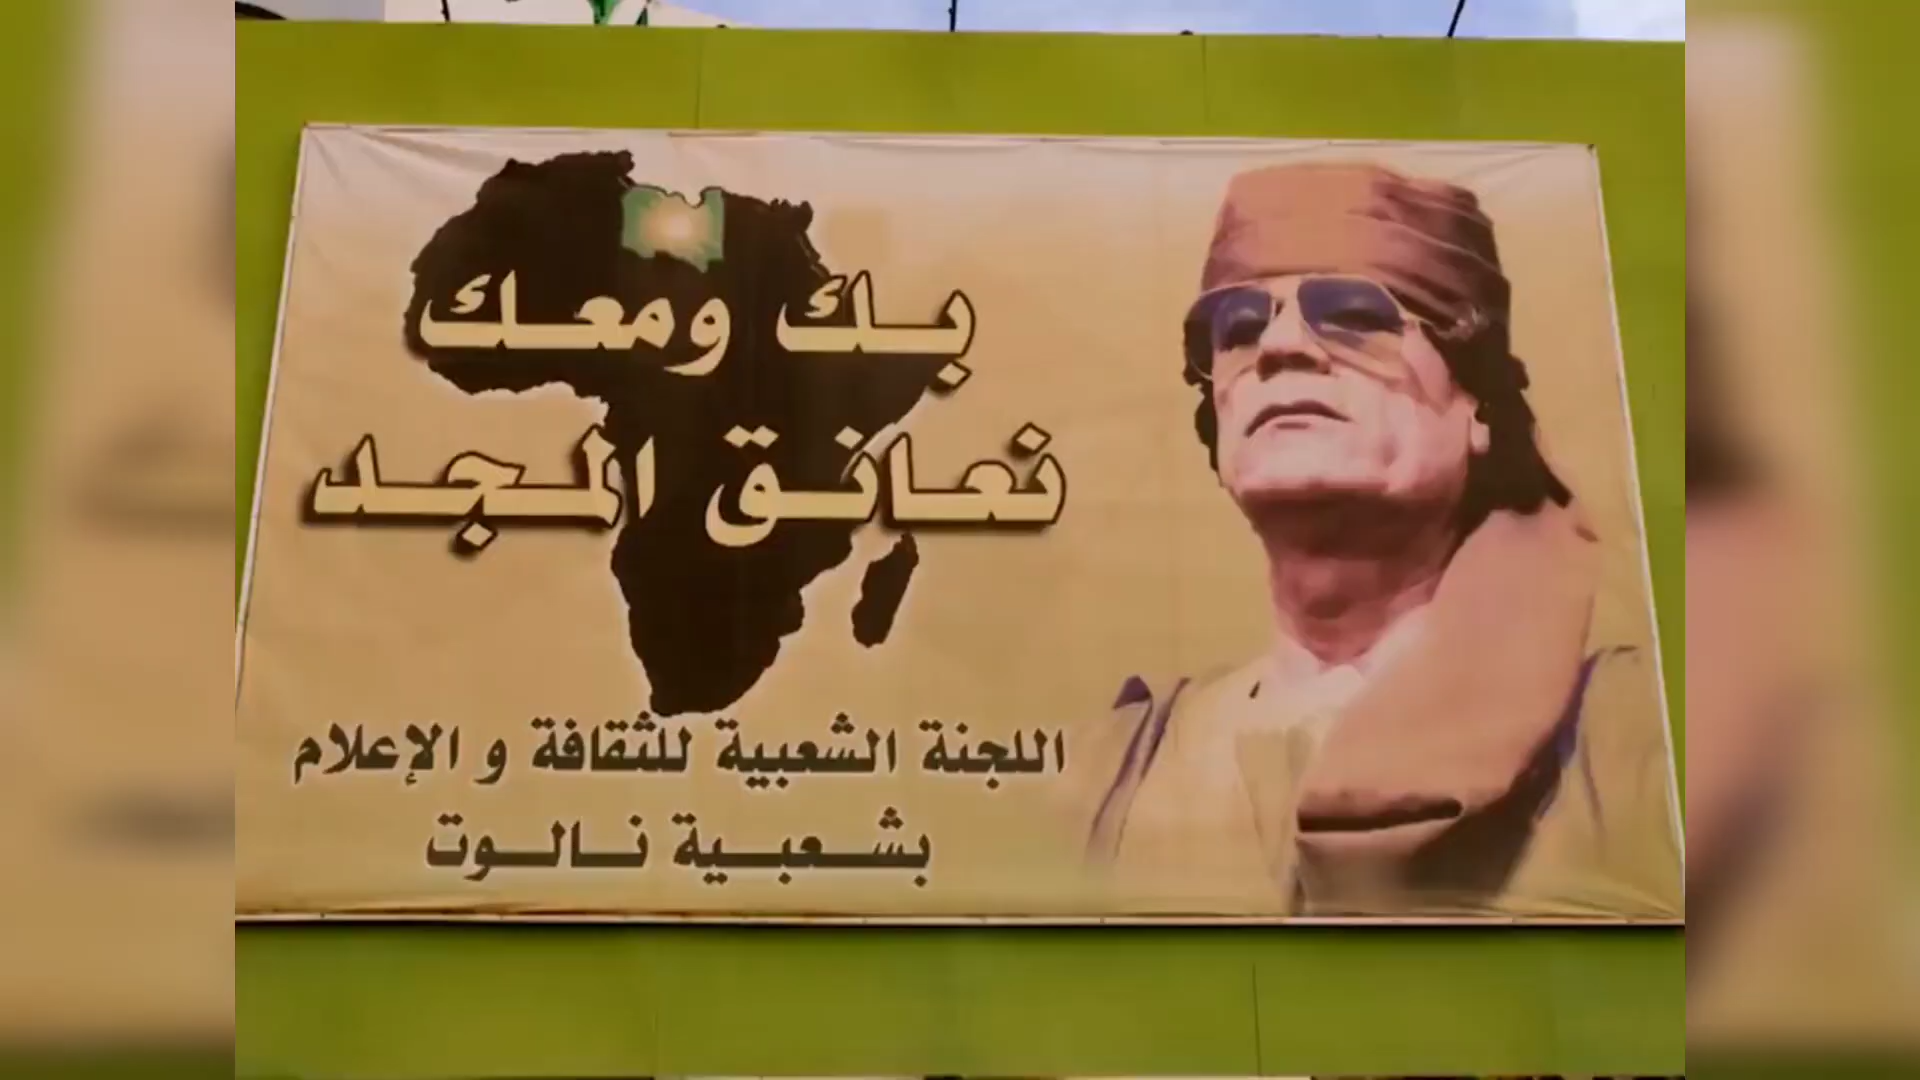 بك ومعك
نعانق المجد
اللجنة الشعبية للثقافة و الإعلام
بشعبية نالوت